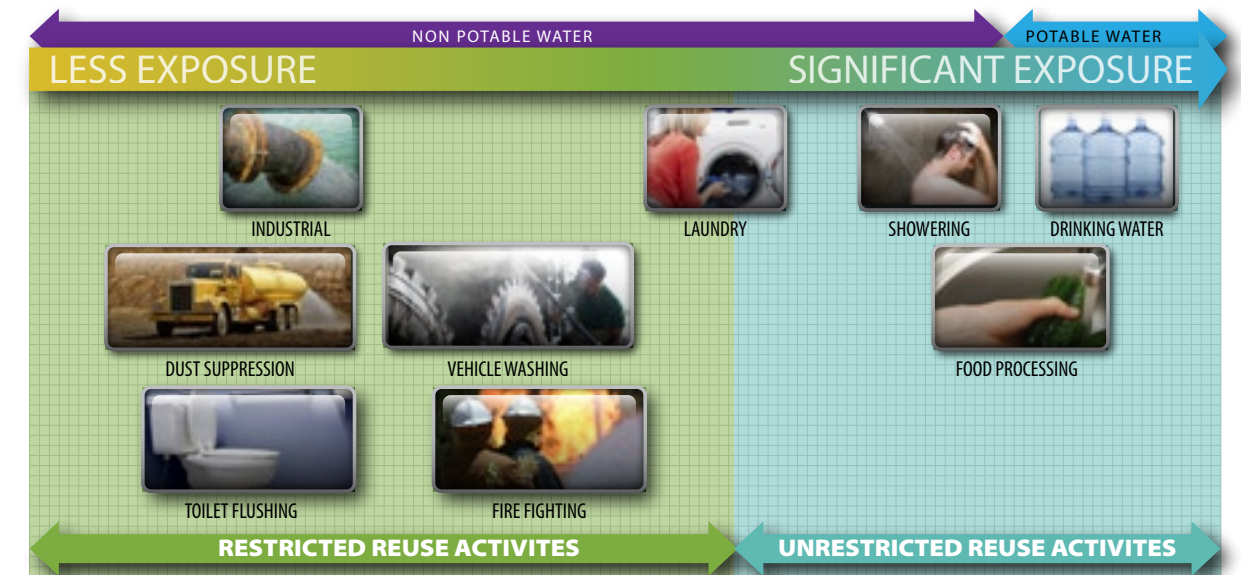 NON POTABLE WATER
POTABLE WATER
LESS EXPOSURE
SIGNIFICANT EXPOSURE
INDUSTRIAL
LAUNDRY
SHOWERING
DRINKING WATER
DUST SUPPRESSION
VEHICLE WASHING
FOOD PROCESSING
TOILET FLUSHING
FIRE FIGHTING
RESTRICTED REUSE ACTIVITES
UNRESTRICTED REUSE ACTIVITES